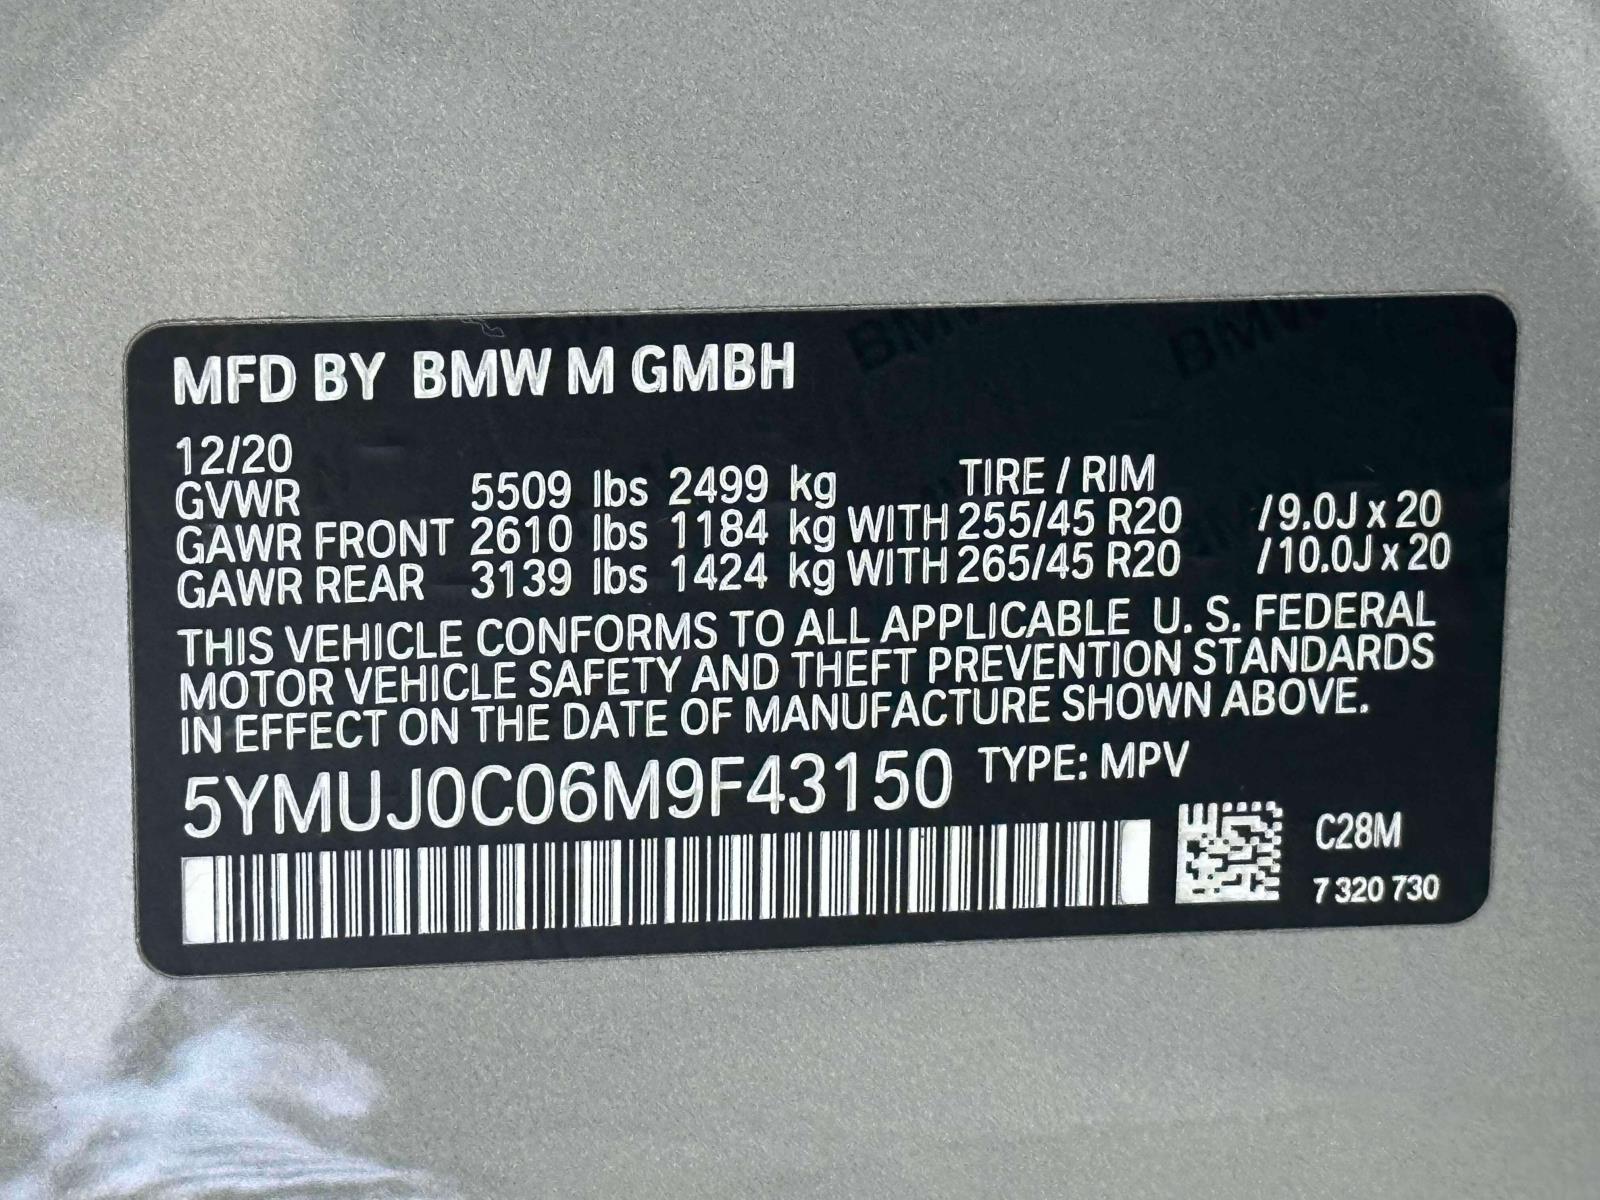 MFD BY BMW M GMBH
12/20
GVWR 5509 lbs 2499 kg TIRE / RIM
GAWR FRONT 2610 lbs 1184 kg WITH 255/45 R20 /9.0J x 20
GAWR REAR 3139 lbs 1424 kg WITH 265/45 R20 /10.0J x 20
THIS VEHICLE CONFORMS TO ALL APPLICABLE U. S. FEDERAL
MOTOR VEHICLE SAFETY AND THEFT PREVENTION STANDARDS
IN EFFECT ON THE DATE OF MANUFACTURE SHOWN ABOVE.
5YMUJ0C06M9F43150 TYPE: MPV
C28M
7 320 730